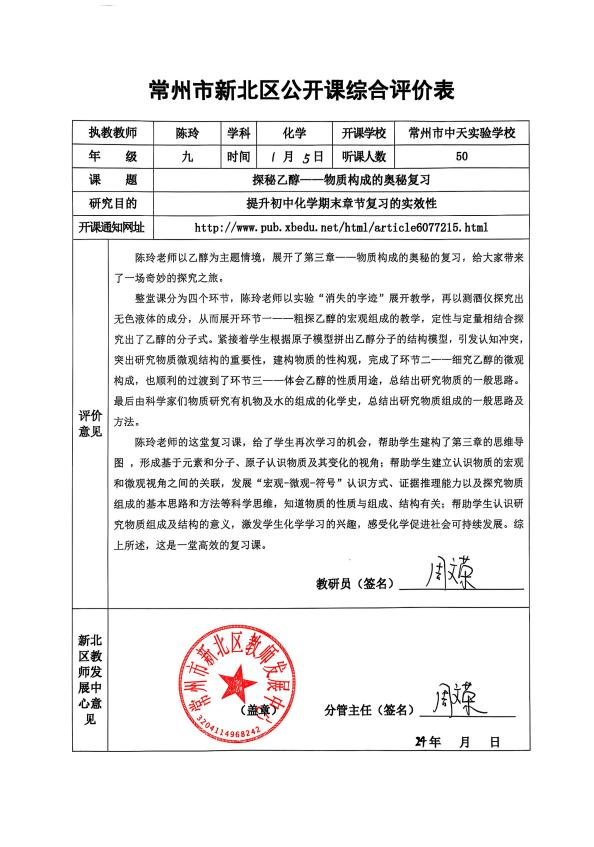 常州市新北区公开课综合评价表
执教教师 陈玲 学科 化学 开课学校 常州市中天实验学校
年 级 九 时间 1 月 5 日 听课人数 50
课 题 探秘乙醇——物质构成的奥秘复习
研究目的 提升初中化学期末章节复习的实效性
开课通知网址 http://www.pub.xbedu.net/html/article6077215.html
评价
意见
陈玲老师以乙醇为主题情境，展开了第三章——物质构成的奥秘的复习，给大家带来
了一场奇妙的探究之旅。
整堂课分为四个环节，陈玲老师以实验“消失的字迹”展开教学，再以测酒仪探究出
无色液体的成分，从而展开环节一——粗探乙醇的宏观组成的教学，定性与定量相结合探
究出了乙醇的分子式。紧接着学生根据原子模型拼出乙醇分子的结构模型，引发认知冲突，
突出研究物质微观结构的重要性，建构物质的性构观，完成了环节二——细究乙醇的微观
构成，也顺利的过渡到了环节三——体会乙醇的性质用途，总结出研究物质的一般思路。
最后由科学家们物质研究有机物及水的组成的化学史，总结出研究物质组成的一般思路及
方法。
陈玲老师的这堂复习课，给了学生再次学习的机会，帮助学生建构了第三章的思维导
图 ，形成基于元素和分子、原子认识物质及其变化的视角；帮助学生建立认识物质的宏观
和微观视角之间的关联，发展“宏观-微观-符号”认识方式、证据推理能力以及探究物质
组成的基本思路和方法等科学思维，知道物质的性质与组成、结构有关；帮助学生认识研
究物质组成及结构的意义，激发学生化学学习的兴趣，感受化学促进社会可持续发展。综
上所述，这是一堂高效的复习课。
教研员（签名） 周文荣
新北
区教
师发
展中
心意
见
常州市新北区教师发展中心
3204114968242
（盖章）
分管主任（签名） 周文荣
24年 月 日